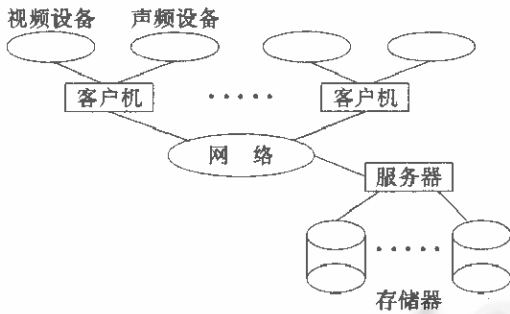 视频设备 声频设备
客户机 客户机
网 络
服务器
存储器